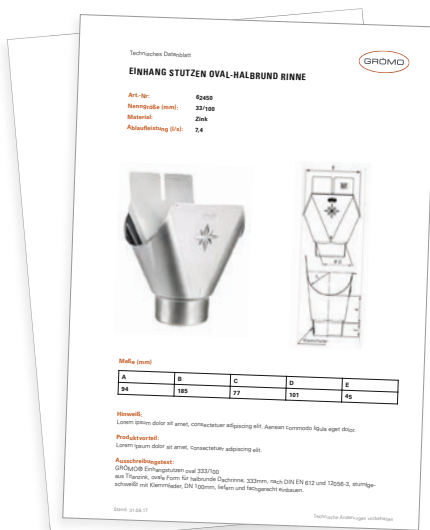 Technisches Datenblatt
GRÖMO
EINHANG STUTZEN OVAL-HALBRUND RINNE
Art.-Nr: 62450
Nenngröße (mm): 33/100
Material: Zink
Ablaufleistung (l/s): 7,4
Maße (mm)
A B C D E
94 185 77 101 45
Hinweiß:
Lorem ipsum dolor sit amet, consectetuer adipiscing elit. Aenean commodo ligula eget dolor.
Produktvorteil:
Lorem ipsum dolor sit amet, consectetuer adipiscing elit.
Ausschreibungstext:
GRÖMO® Einhangstutzen oval 333/100
aus Titanzink, ovale Form für halbrunde Dachrinne, 333mm, nach DIN EN 612 und 12056-3, stumpfge-
schweißt mit Klemmfeder, DN 100mm, liefern und fachgerecht einbauen.
Stand: 31.08.17
Technische Änderungen vorbehalten